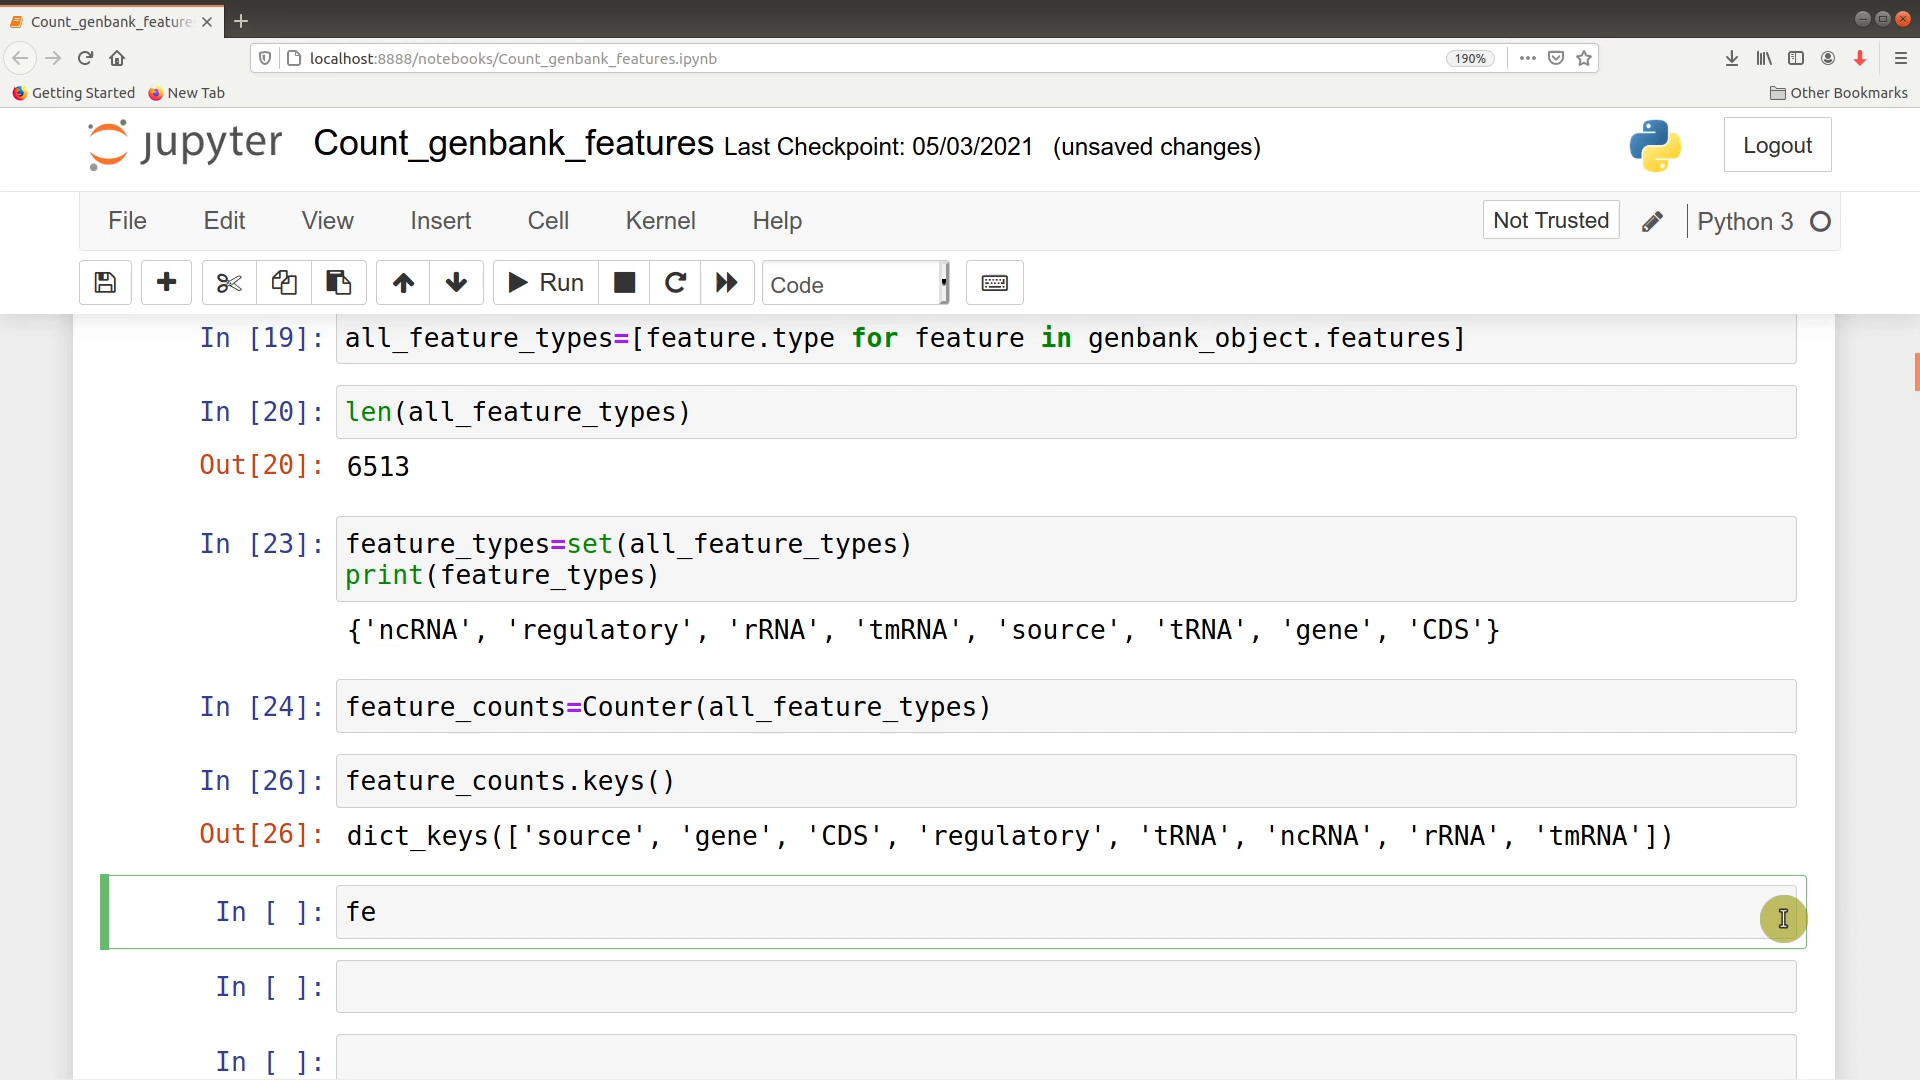 Count_genbank_feature
localhost:8888/notebooks/Count_genbank_features.ipynb
190%
Getting Started
New Tab
Other Bookmarks
jupyter
Count_genbank_features Last Checkpoint: 05/03/2021 (unsaved changes)
Logout
File Edit View Insert Cell Kernel Help
Not Trusted
Python 3
Run
Code
In [19]: all_feature_types=[feature.type for feature in genbank_object.features]
In [20]: len(all_feature_types)
Out[20]: 6513
In [23]: feature_types=set(all_feature_types)
print(feature_types)
{'ncRNA', 'regulatory', 'rRNA', 'tmRNA', 'source', 'tRNA', 'gene', 'CDS'}
In [24]: feature_counts=Counter(all_feature_types)
In [26]: feature_counts.keys()
Out[26]: dict_keys(['source', 'gene', 'CDS', 'regulatory', 'tRNA', 'ncRNA', 'rRNA', 'tmRNA'])
In [ ]: fe
In [ ]:
In [ ]: